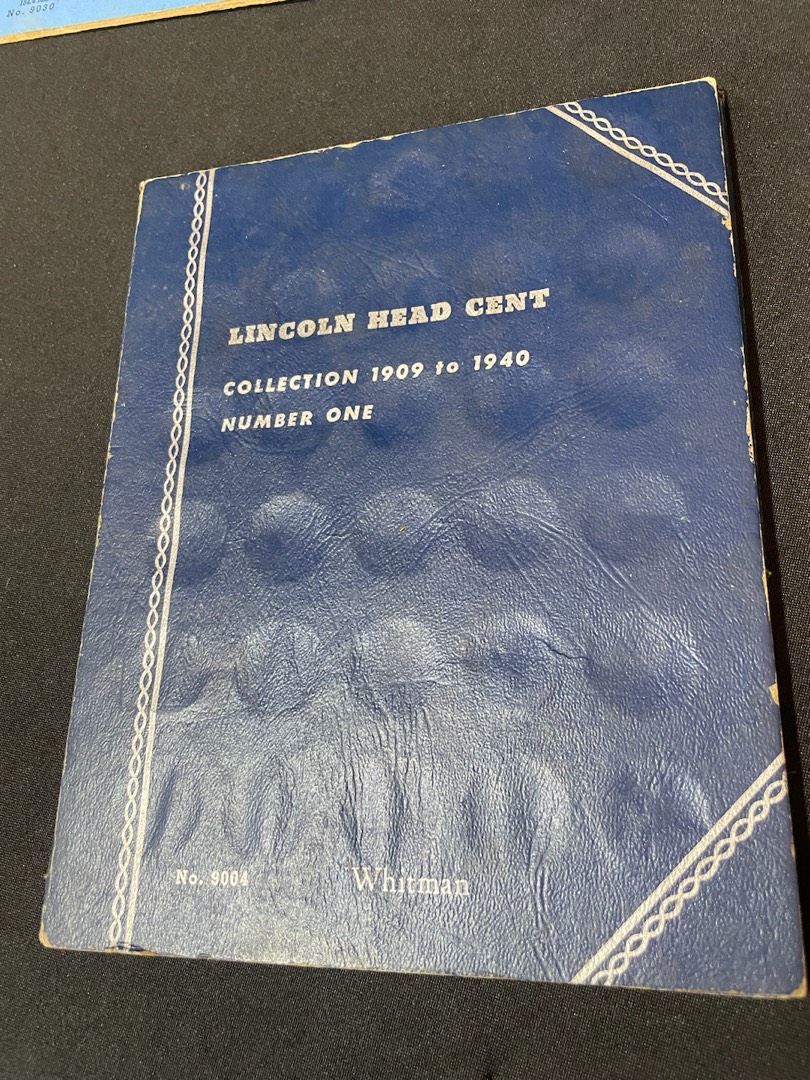 No. 9030
LINCOLN HEAD CENT
COLLECTION 1909 to 1940
NUMBER ONE
No. 9004
Whitman